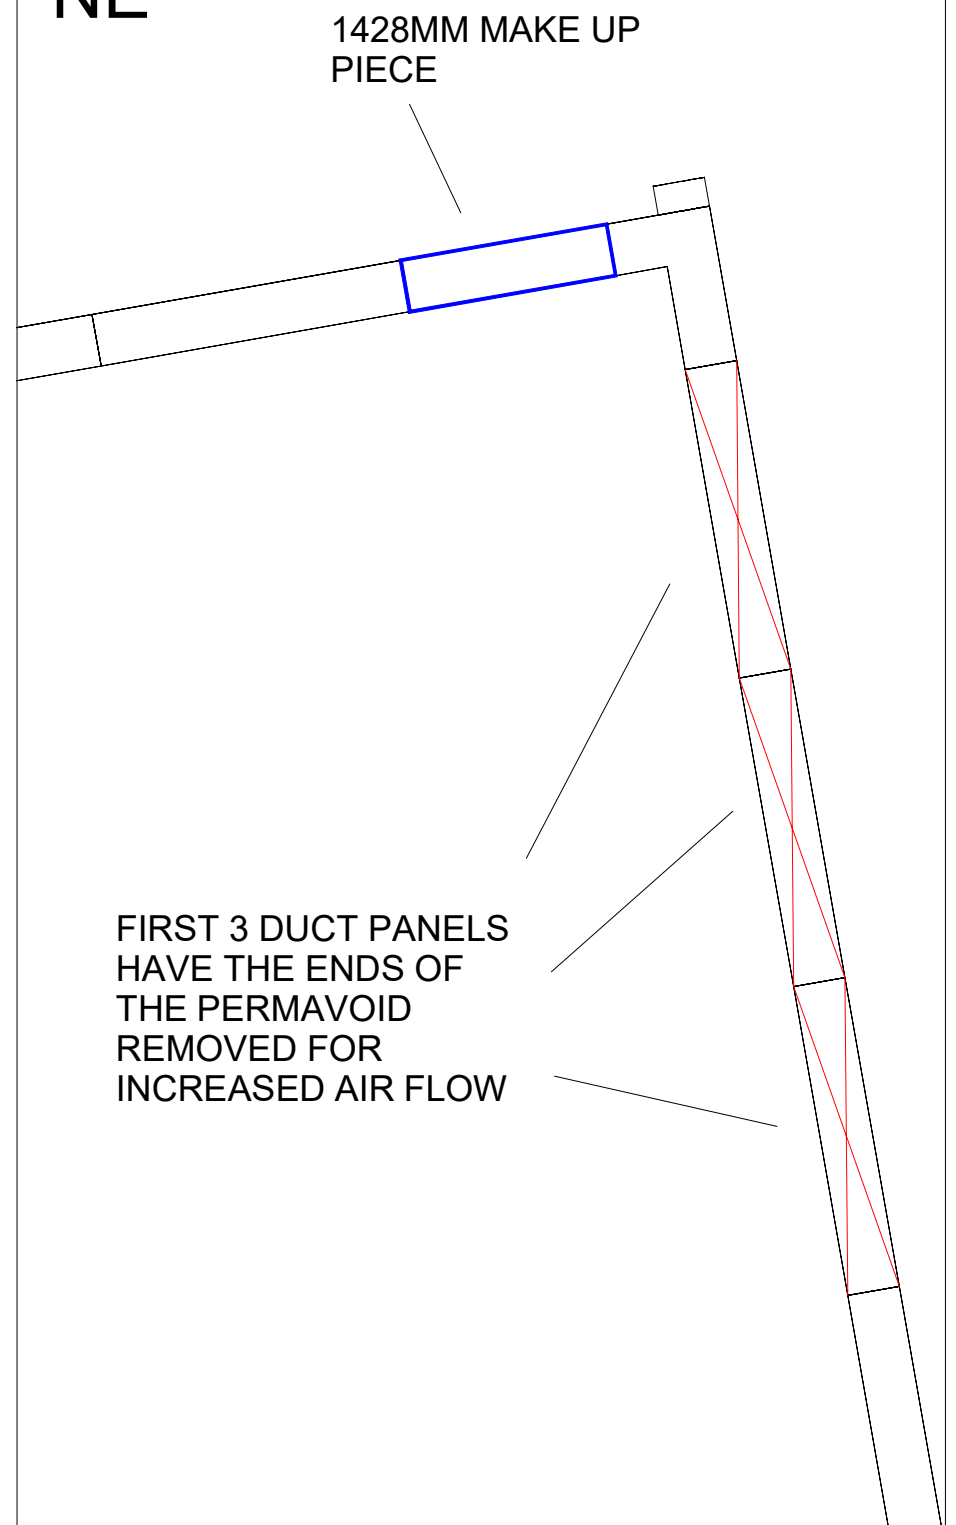 NE
1428MM MAKE UP
PIECE
FIRST 3 DUCT PANELS
HAVE THE ENDS OF
THE PERMAVOID
REMOVED FOR
INCREASED AIR FLOW